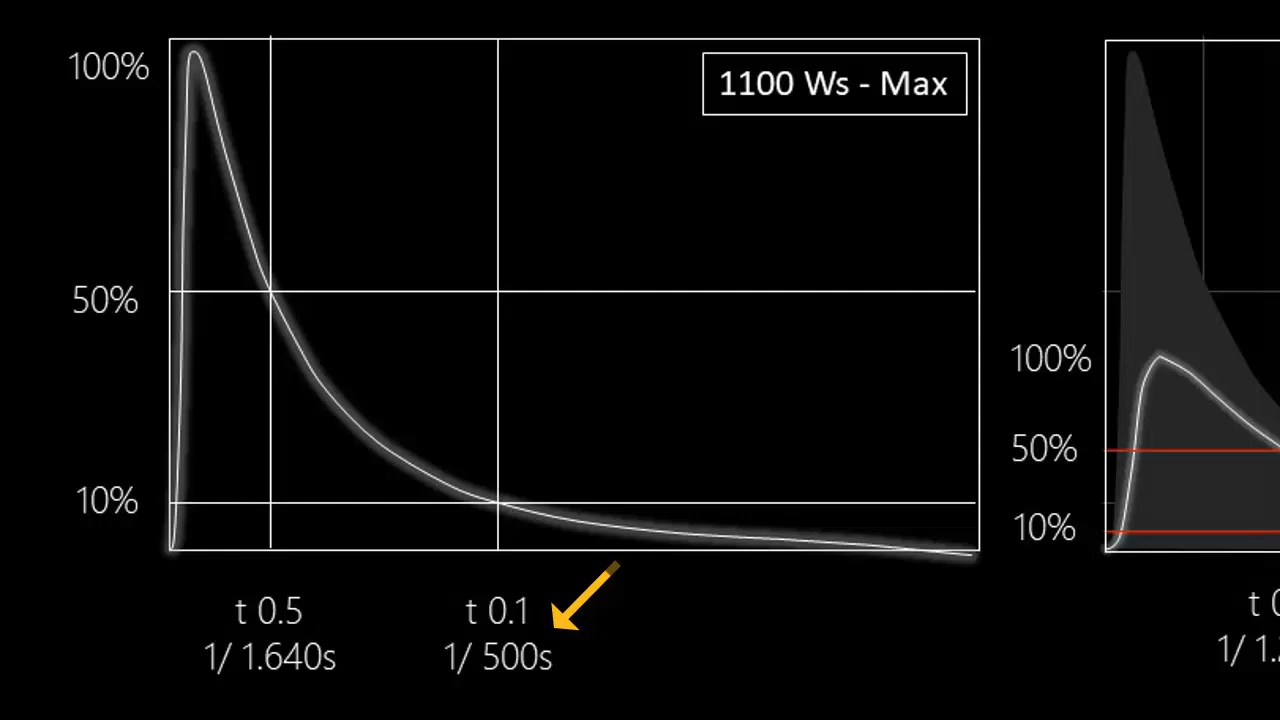 100%
1100 Ws - Max
50%
10%
t 0.5
1/ 1.640s
t 0.1
1/ 500s
100%
50%
10%